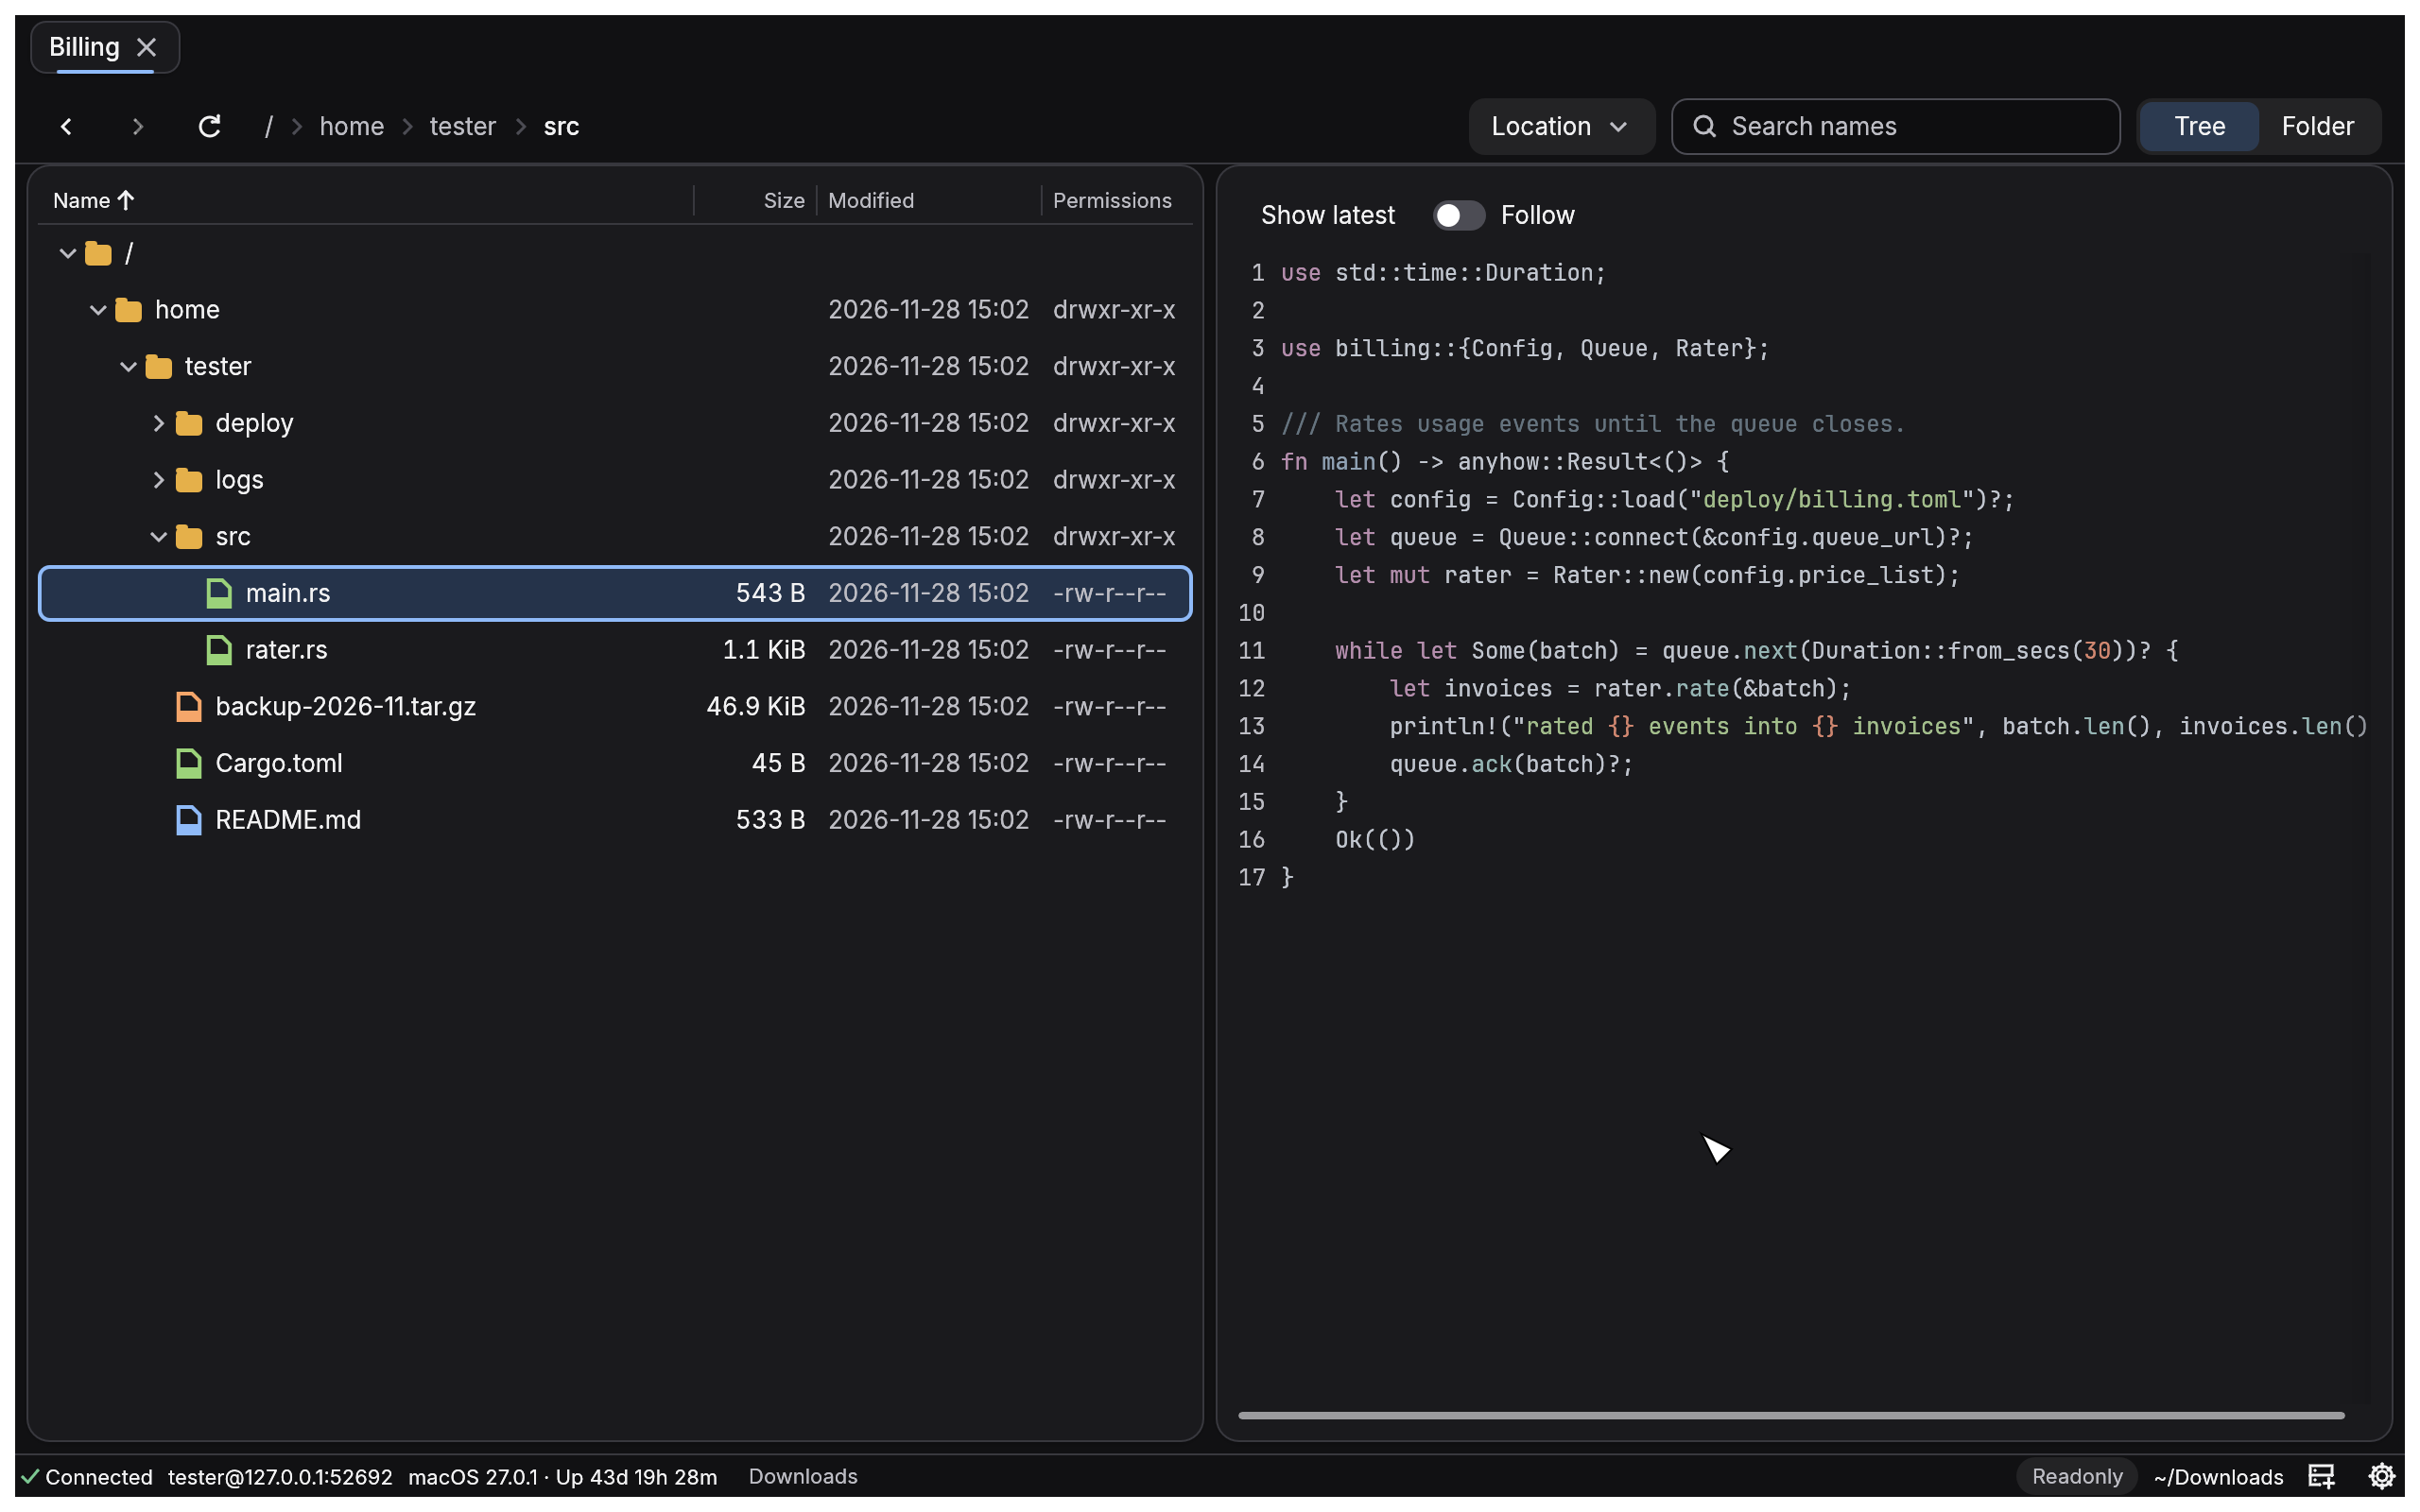 Billing
/ home tester src
Location
Search names
Tree Folder
Name Size Modified Permissions
/
home 2026-11-28 15:02 drwxr-xr-x
tester 2026-11-28 15:02 drwxr-xr-x
deploy 2026-11-28 15:02 drwxr-xr-x
logs 2026-11-28 15:02 drwxr-xr-x
src 2026-11-28 15:02 drwxr-xr-x
main.rs 543 B 2026-11-28 15:02 -rw-r--r--
rater.rs 1.1 KiB 2026-11-28 15:02 -rw-r--r--
backup-2026-11.tar.gz 46.9 KiB 2026-11-28 15:02 -rw-r--r--
Cargo.toml 45 B 2026-11-28 15:02 -rw-r--r--
README.md 533 B 2026-11-28 15:02 -rw-r--r--
Show latest Follow
1 use std::time::Duration;
2
3 use billing::{Config, Queue, Rater};
4
5 /// Rates usage events until the queue closes.
6 fn main() -> anyhow::Result<()> {
7     let config = Config::load("deploy/billing.toml")?;
8     let queue = Queue::connect(&config.queue_url)?;
9     let mut rater = Rater::new(config.price_list);
10
11     while let Some(batch) = queue.next(Duration::from_secs(30))? {
12         let invoices = rater.rate(&batch);
13         println!("rated {} events into {} invoices", batch.len(), invoices.len()
14         queue.ack(batch)?;
15     }
16     Ok(())
17 }
Connected tester@127.0.0.1:52692 macOS 27.0.1 · Up 43d 19h 28m Downloads
Readonly ~/Downloads